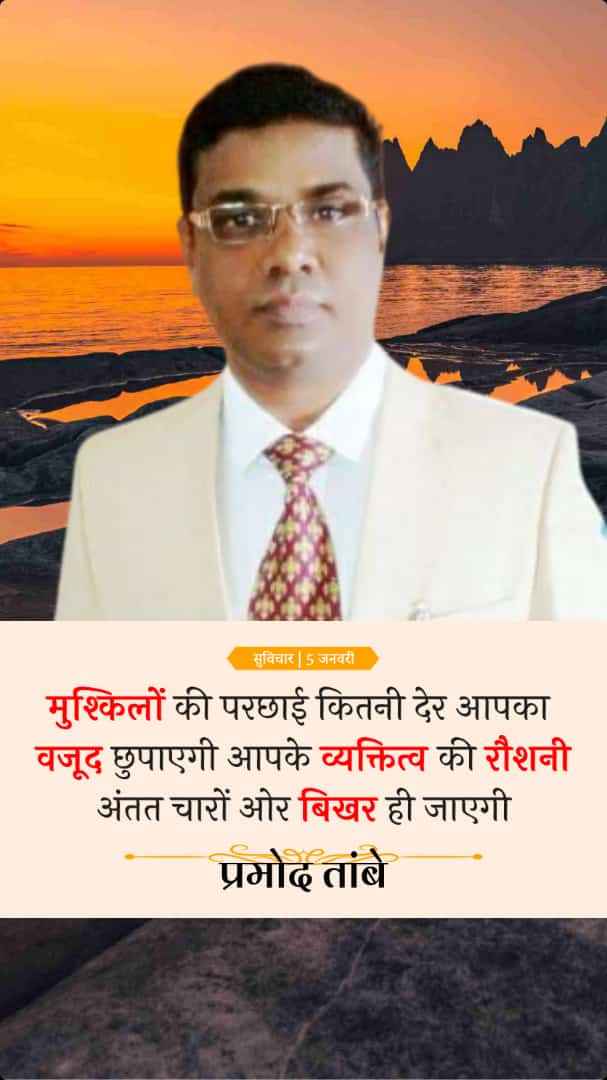 सुविचार | 5 जनवरी
मुश्किलों की परछाई कितनी देर आपका
वजूद छुपाएगी आपके व्यक्तित्व की रौशनी
अंतत चारों ओर बिखर ही जाएगी
प्रमोद तांबे